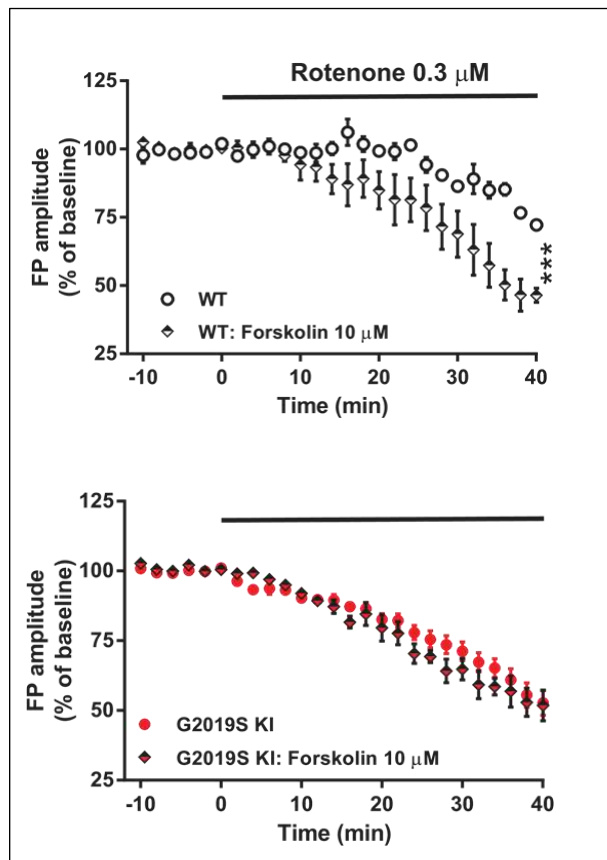 Rotenone 0.3 μM
125
100
75
50
25
FP amplitude
(% of baseline)
WT
WT: Forskolin 10 μM
***
-10 0 10 20 30 40
Time (min)
125
100
75
50
25
FP amplitude
(% of baseline)
G2019S KI
G2019S KI: Forskolin 10 μM
-10 0 10 20 30 40
Time (min)